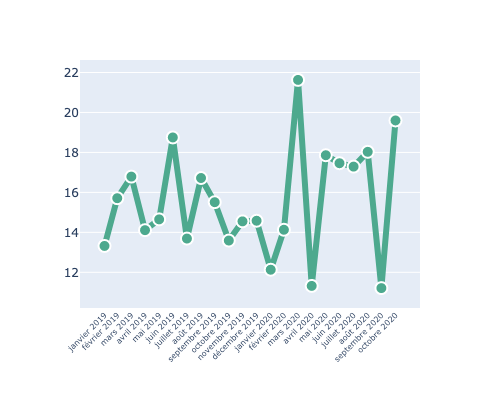 22
20
18
16
14
12
janvier 2019
février 2019
mars 2019
avril 2019
mai 2019
juin 2019
juillet 2019
août 2019
septembre 2019
octobre 2019
novembre 2019
décembre 2019
janvier 2020
février 2020
mars 2020
avril 2020
mai 2020
juin 2020
juillet 2020
août 2020
septembre 2020
octobre 2020